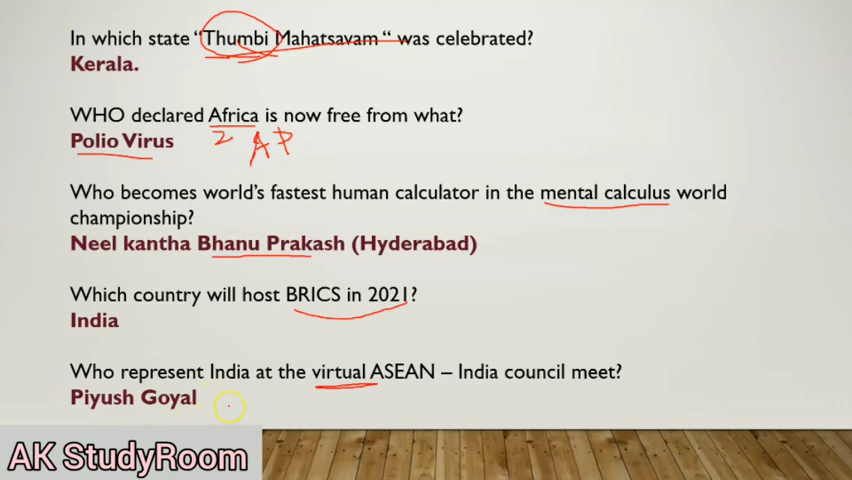 In which state “Thumbi Mahatsavam “ was celebrated?
Kerala.
WHO declared Africa is now free from what?
Polio Virus
2 AP
Who becomes world’s fastest human calculator in the mental calculus world
championship?
Neel kantha Bhanu Prakash (Hyderabad)
Which country will host BRICS in 2021?
India
Who represent India at the virtual ASEAN – India council meet?
Piyush Goyal
AK StudyRoom